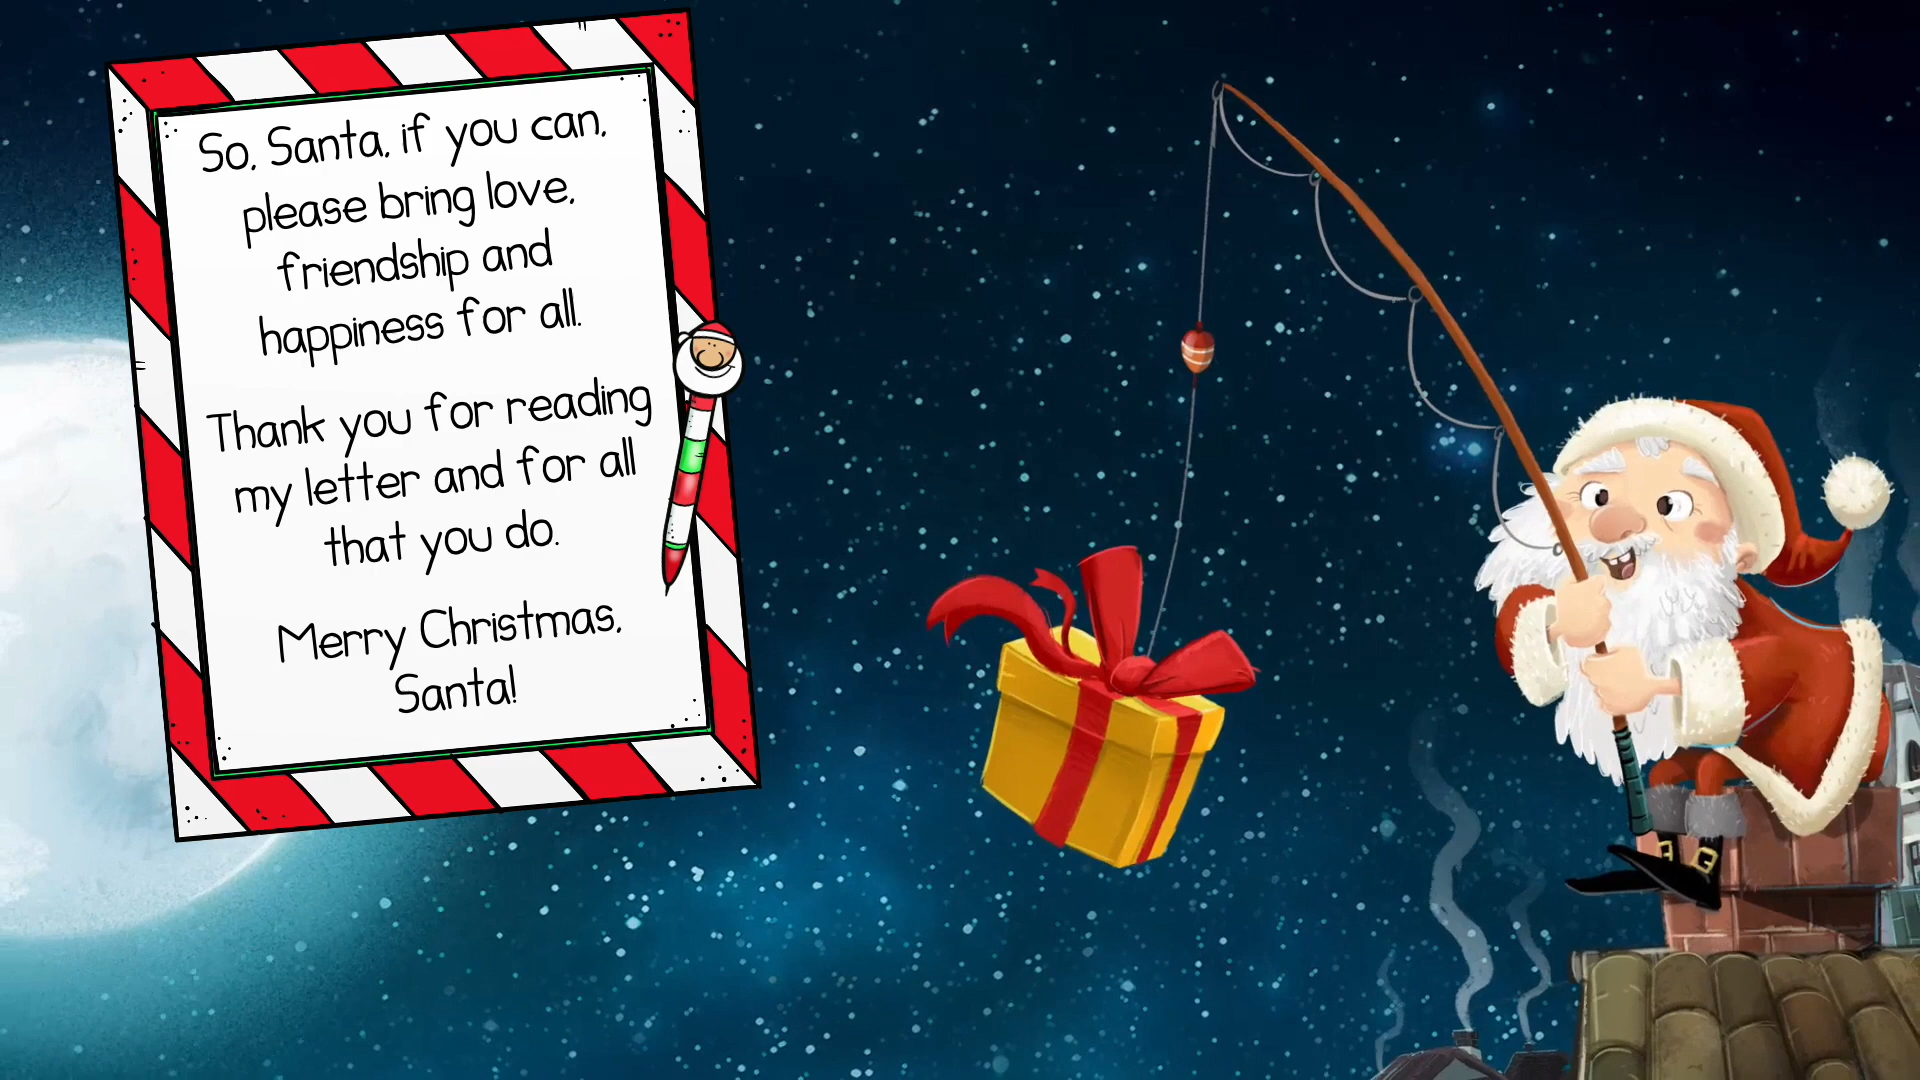 So, Santa, if you can,
please bring love,
friendship and
happiness for all.
Thank you for reading
my letter and for all
that you do.
Merry Christmas,
Santa!